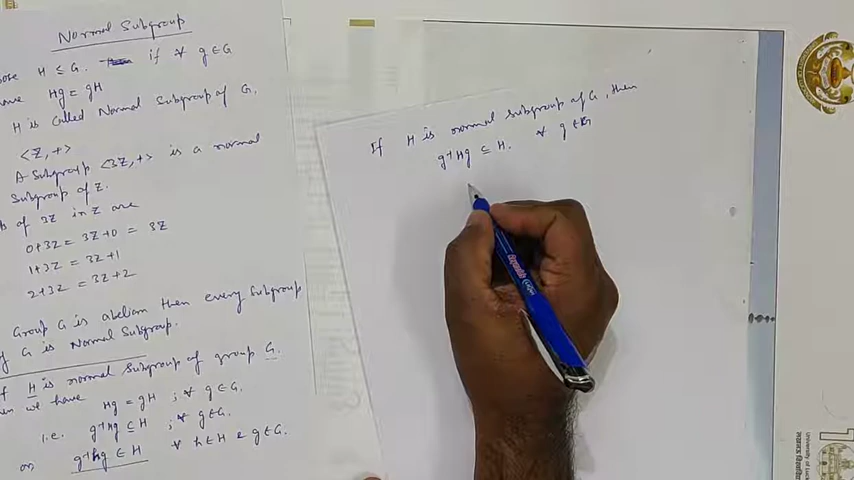 Normal Subgroup
H ≤ G. if ∀ g∈G
Hg = gH
H is called Normal Subgroup of G.
<Z, +>
A Subgroup <3Z, +> is a normal
Subgroup of Z.
of 3Z in Z are
0+3Z = 3Z+0 = 3Z
1+3Z = 3Z+1
2+3Z = 3Z+2
Group G is abeliam then every Subgroup
G is Normal Subgroup.
H is normal Subgroup of group G.
we have Hg = gH ; ∀ g∈G.
i.e. g⁻¹Hg ⊆ H ; ∀ g∈G.
or g⁻¹hg ∈ H ∀ h∈H & g∈G.
If H is normal subgroup of G, then
g⁻¹Hg ⊆ H. ∀ g∈G